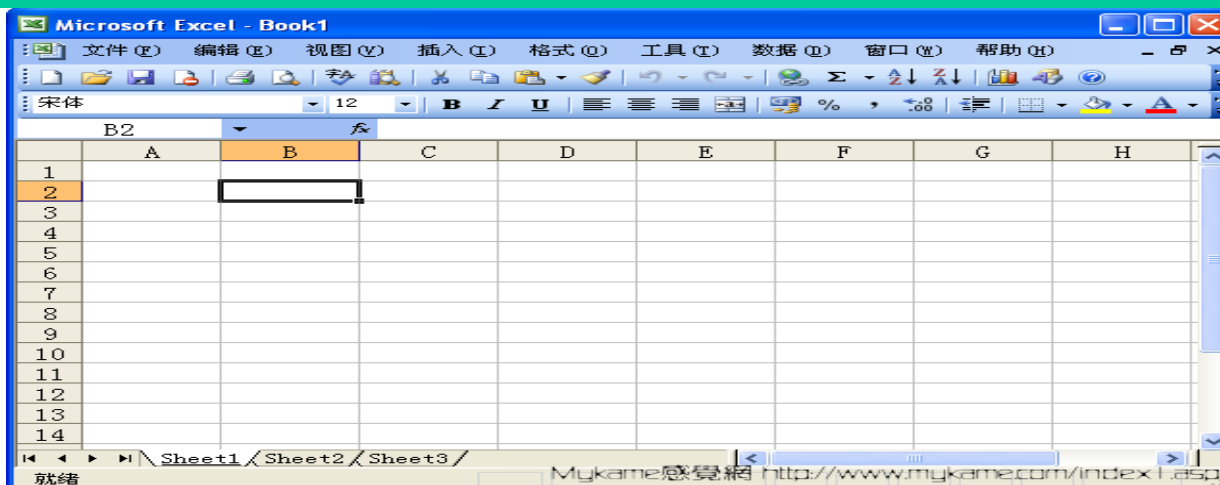 Microsoft Excel - Book1
文件(F) 编辑(E) 视图(V) 插入(I) 格式(O) 工具(T) 数据(D) 窗口(W) 帮助(H)
宋体 12 B I U % ,
B2 fx
A B C D E F G H
1
2
3
4
5
6
7
8
9
10
11
12
13
14
Sheet1 Sheet2 Sheet3
就绪 Mykame感覺網 http://www.mykame.com/index1.asp